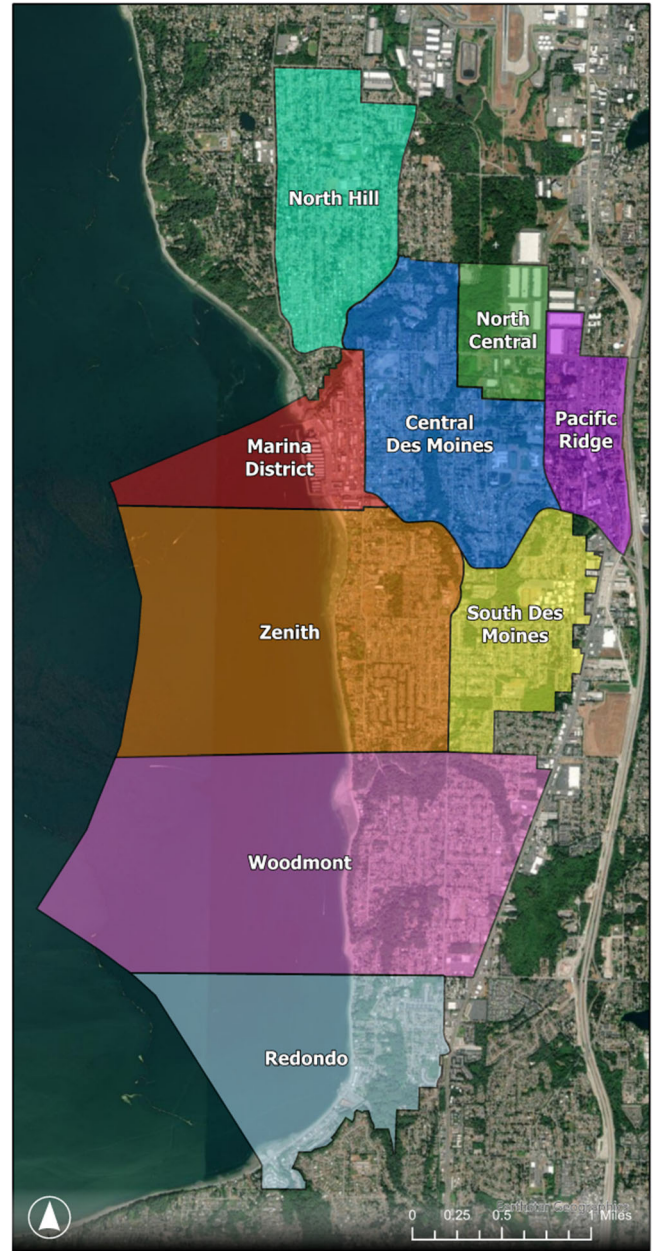 North Hill
North
Central
Central
Des Moines
Pacific
Ridge
Marina
District
South Des
Moines
Zenith
Woodmont
Redondo
0 0.25 0.5 1 Miles